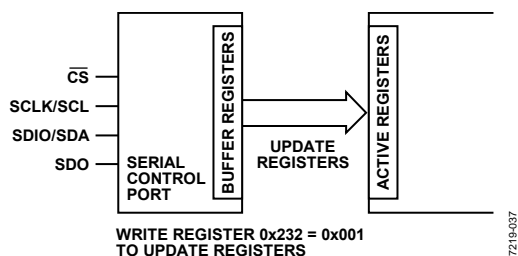 CS
SCLK/SCL
SDIO/SDA
SDO
SERIAL
CONTROL
PORT
BUFFER REGISTERS
UPDATE
REGISTERS
ACTIVE REGISTERS
WRITE REGISTER 0x232 = 0x001
TO UPDATE REGISTERS
7219-037